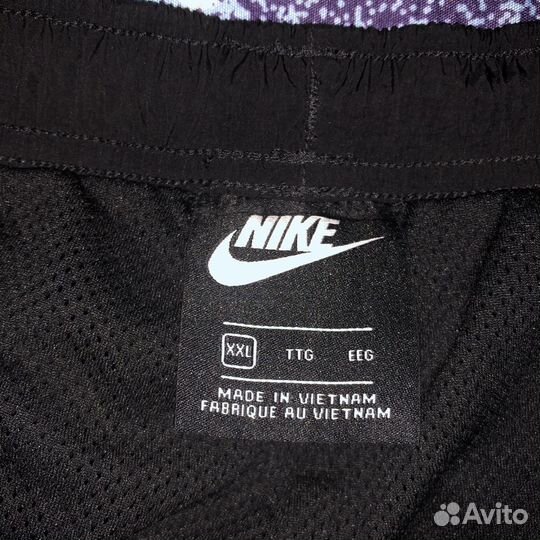 NIKE
XXL TTG EEG
MADE IN VIETNAM
FABRIQUE AU VIETNAM
Avito